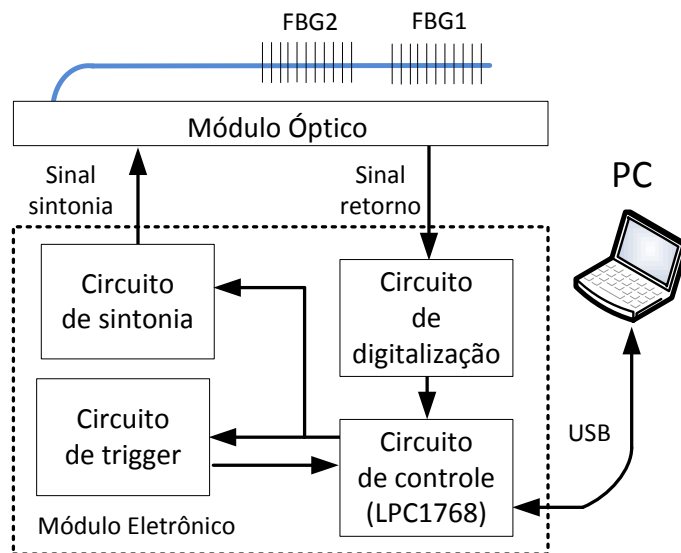 FBG2
FBG1
Módulo Óptico
Sinal
sintonia
Sinal
retorno
PC
Circuito
de sintonia
Circuito
de
digitalização
Circuito
de trigger
Circuito
de controle
(LPC1768)
USB
Módulo Eletrônico